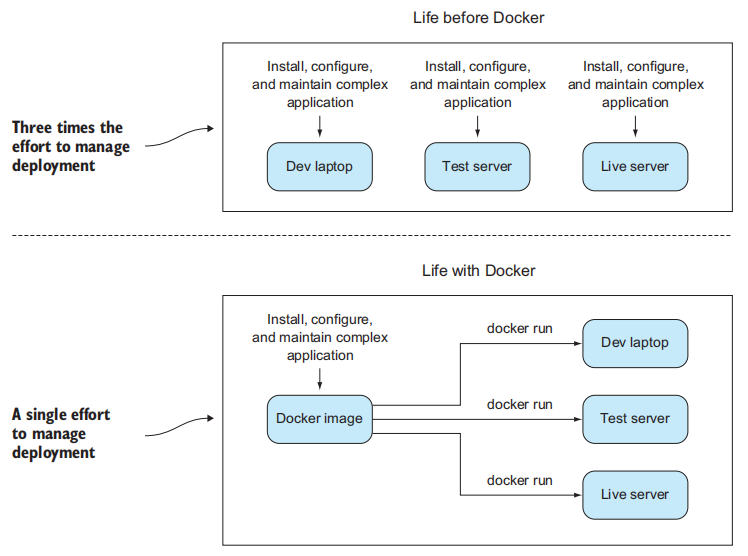 Life before Docker
Install, configure,
and maintain complex
application
Install, configure,
and maintain complex
application
Install, configure,
and maintain complex
application
Three times the
effort to manage
deployment
Dev laptop
Test server
Live server
Life with Docker
Install, configure,
and maintain complex
application
docker run
Dev laptop
A single effort
to manage
deployment
Docker image
docker run
Test server
docker run
Live server